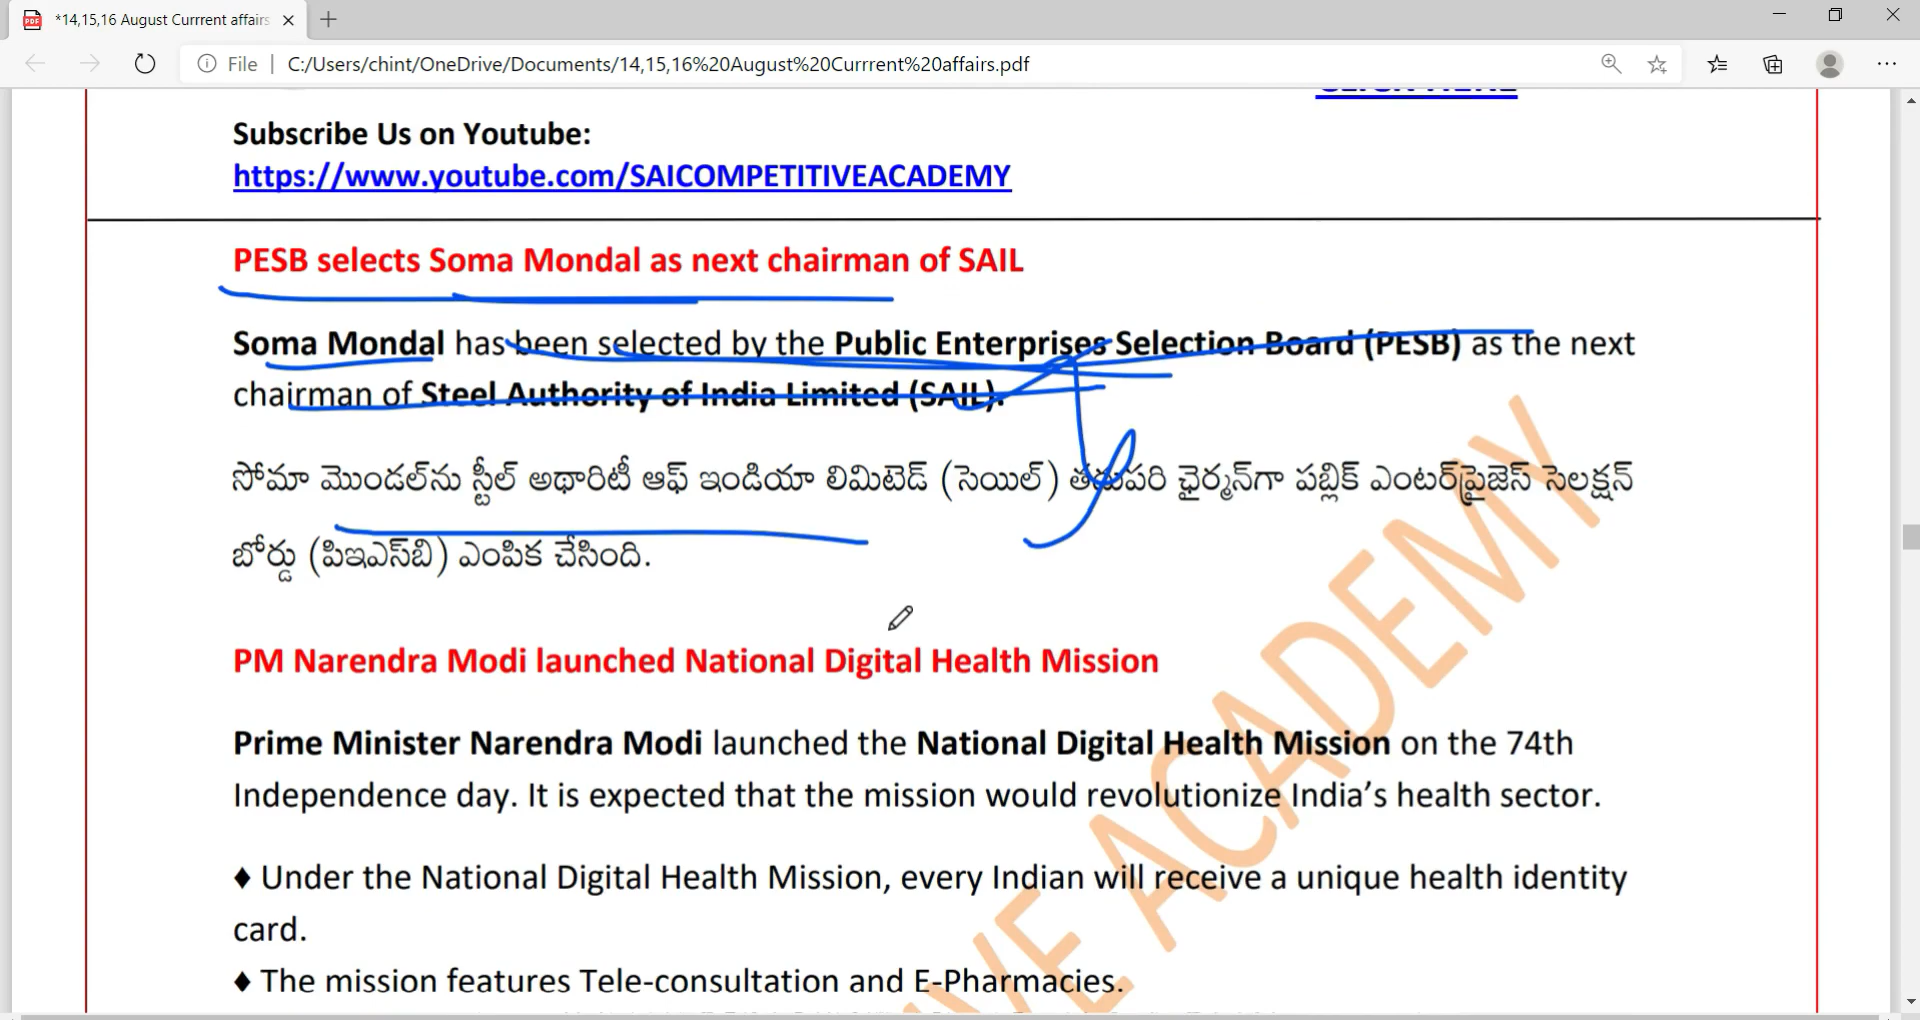 *14,15,16 August Currrent affairs
File | C:/Users/chint/OneDrive/Documents/14,15,16%20August%20Currrent%20affairs.pdf
CLICK HERE
Subscribe Us on Youtube:
https://www.youtube.com/SAICOMPETITIVEACADEMY
PESB selects Soma Mondal as next chairman of SAIL
Soma Mondal has been selected by the Public Enterprises Selection Board (PESB) as the next
chairman of Steel Authority of India Limited (SAIL).
సోమా మొండల్‌ను స్టీల్ అథారిటీ ఆఫ్ ఇండియా లిమిటెడ్ (సెయిల్) తదుపరి ఛైర్మన్‌గా పబ్లిక్ ఎంటర్‌ప్రైజెస్ సెలక్షన్
బోర్డు (పిఇఎస్‌బి) ఎంపిక చేసింది.
PM Narendra Modi launched National Digital Health Mission
Prime Minister Narendra Modi launched the National Digital Health Mission on the 74th
Independence day. It is expected that the mission would revolutionize India’s health sector.
♦ Under the National Digital Health Mission, every Indian will receive a unique health identity
card.
♦ The mission features Tele-consultation and E-Pharmacies.
IVE ACADEMY